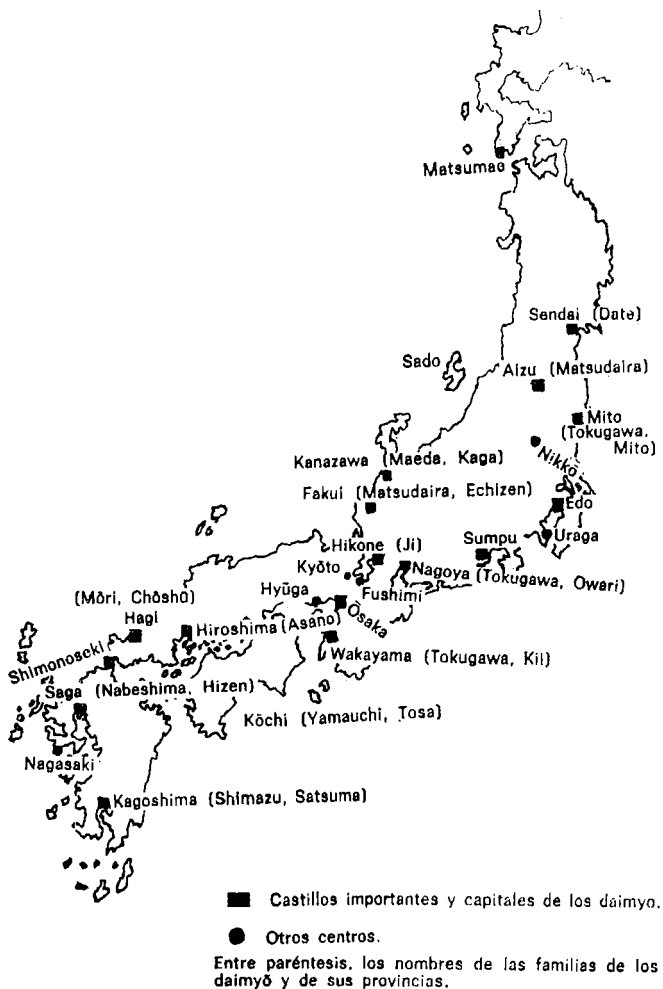 Matsumae
Sendai (Date)
Sado
Aizu (Matsudaira)
Mito
(Tokugawa,
Mito)
Nikkō
Kanazawa (Maeda, Kaga)
Fakui (Matsudaira, Echizen)
Edo
Uraga
Sumpu
Hikone (Ji)
Kyōto
Nagoya (Tokugawa, Owari)
Fushimi
Hyūga
Ōsaka
(Mōri, Chōshō)
Hagi
Hiroshima (Asano)
Wakayama (Tokugawa, Kii)
Shimonoseki
Saga (Nabeshima, Hizen)
Kōchi (Yamauchi, Tosa)
Nagasaki
Kagoshima (Shimazu, Satsuma)
Castillos importantes y capitales de los daimyo.
Otros centros.
Entre paréntesis, los nombres de las familias de los
daimyō y de sus provincias.